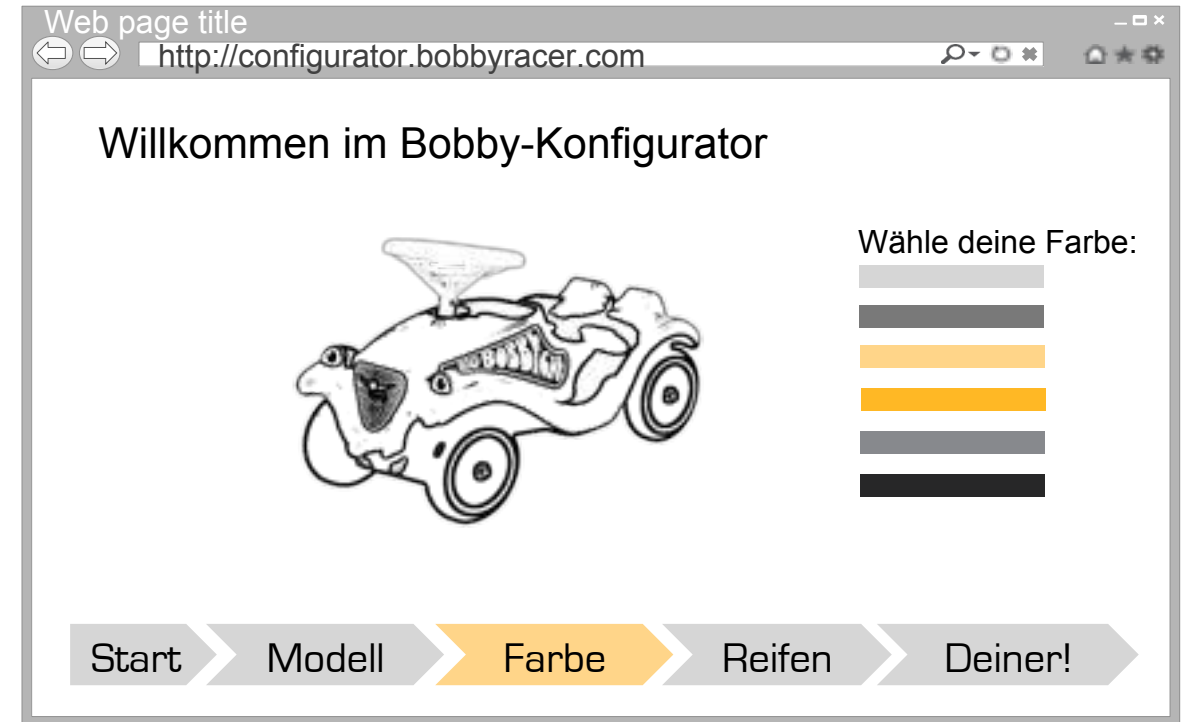 Web page title
http://configurator.bobbyracer.com
Willkommen im Bobby-Konfigurator
Wähle deine Farbe:
Start
Modell
Farbe
Reifen
Deiner!